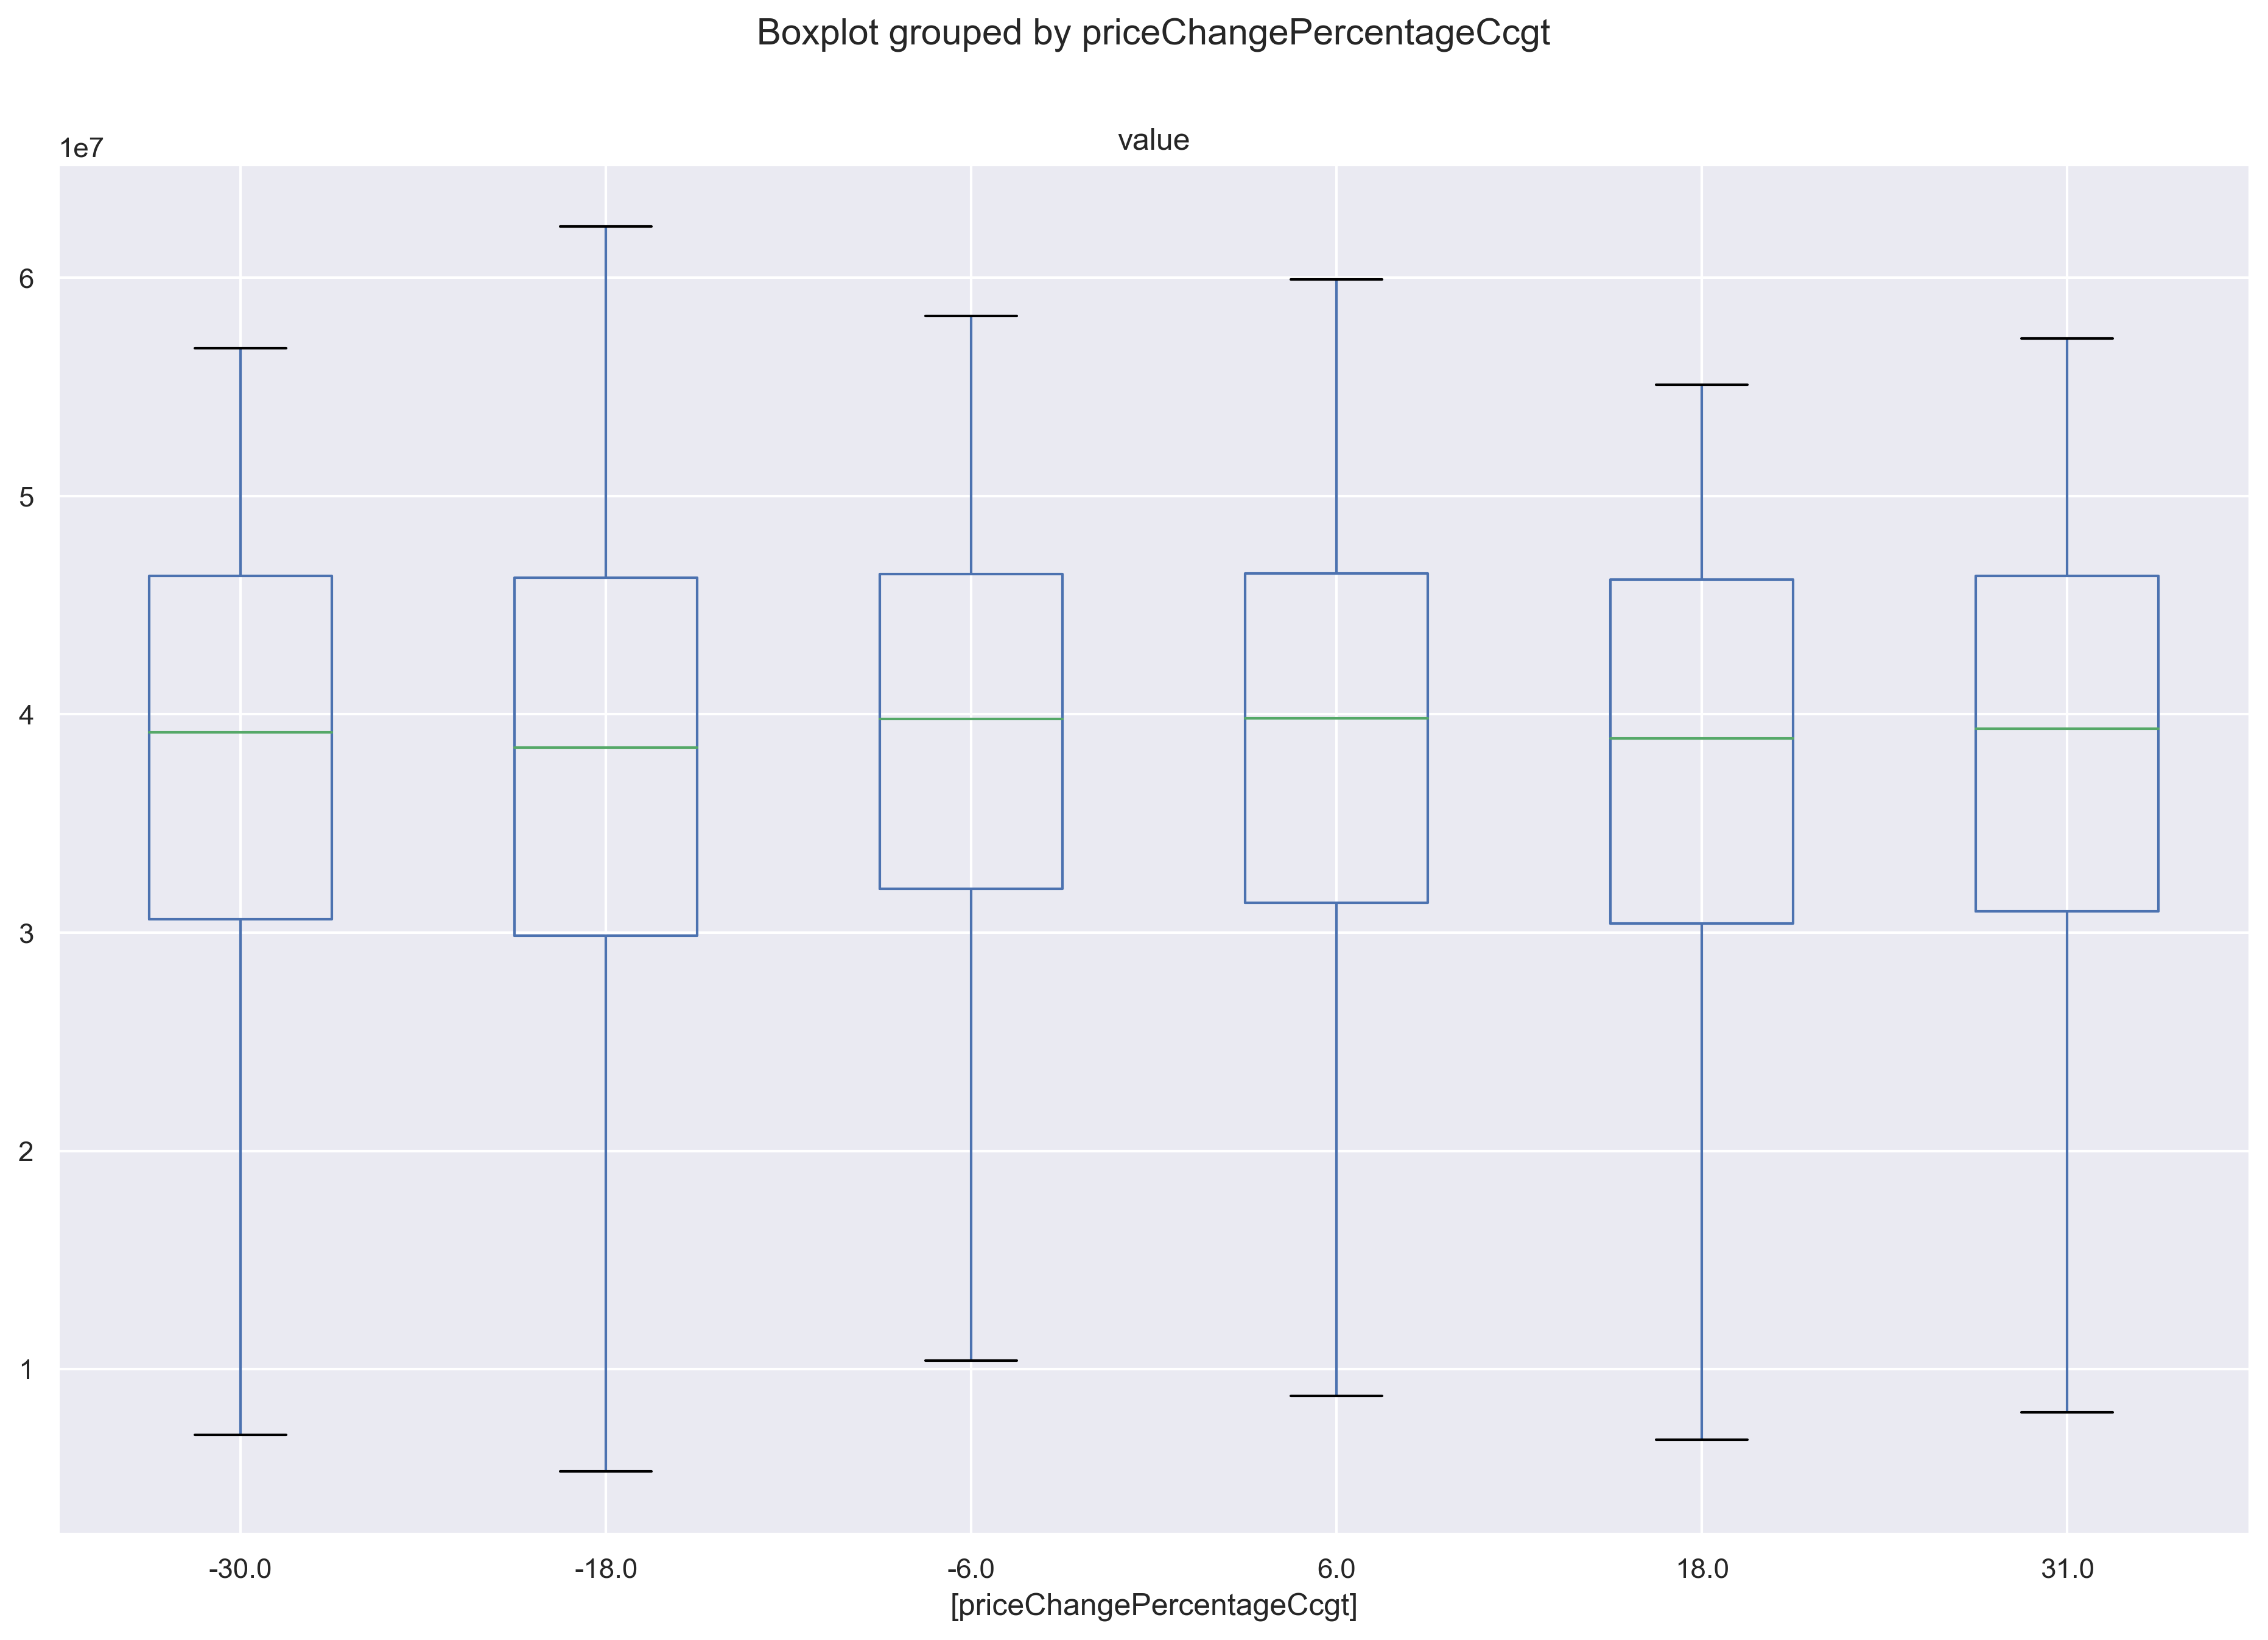 Boxplot grouped by priceChangePercentageCcgt
value
1e7
6
5
4
3
2
1
-30.0 -18.0 -6.0 6.0 18.0 31.0
[priceChangePercentageCcgt]